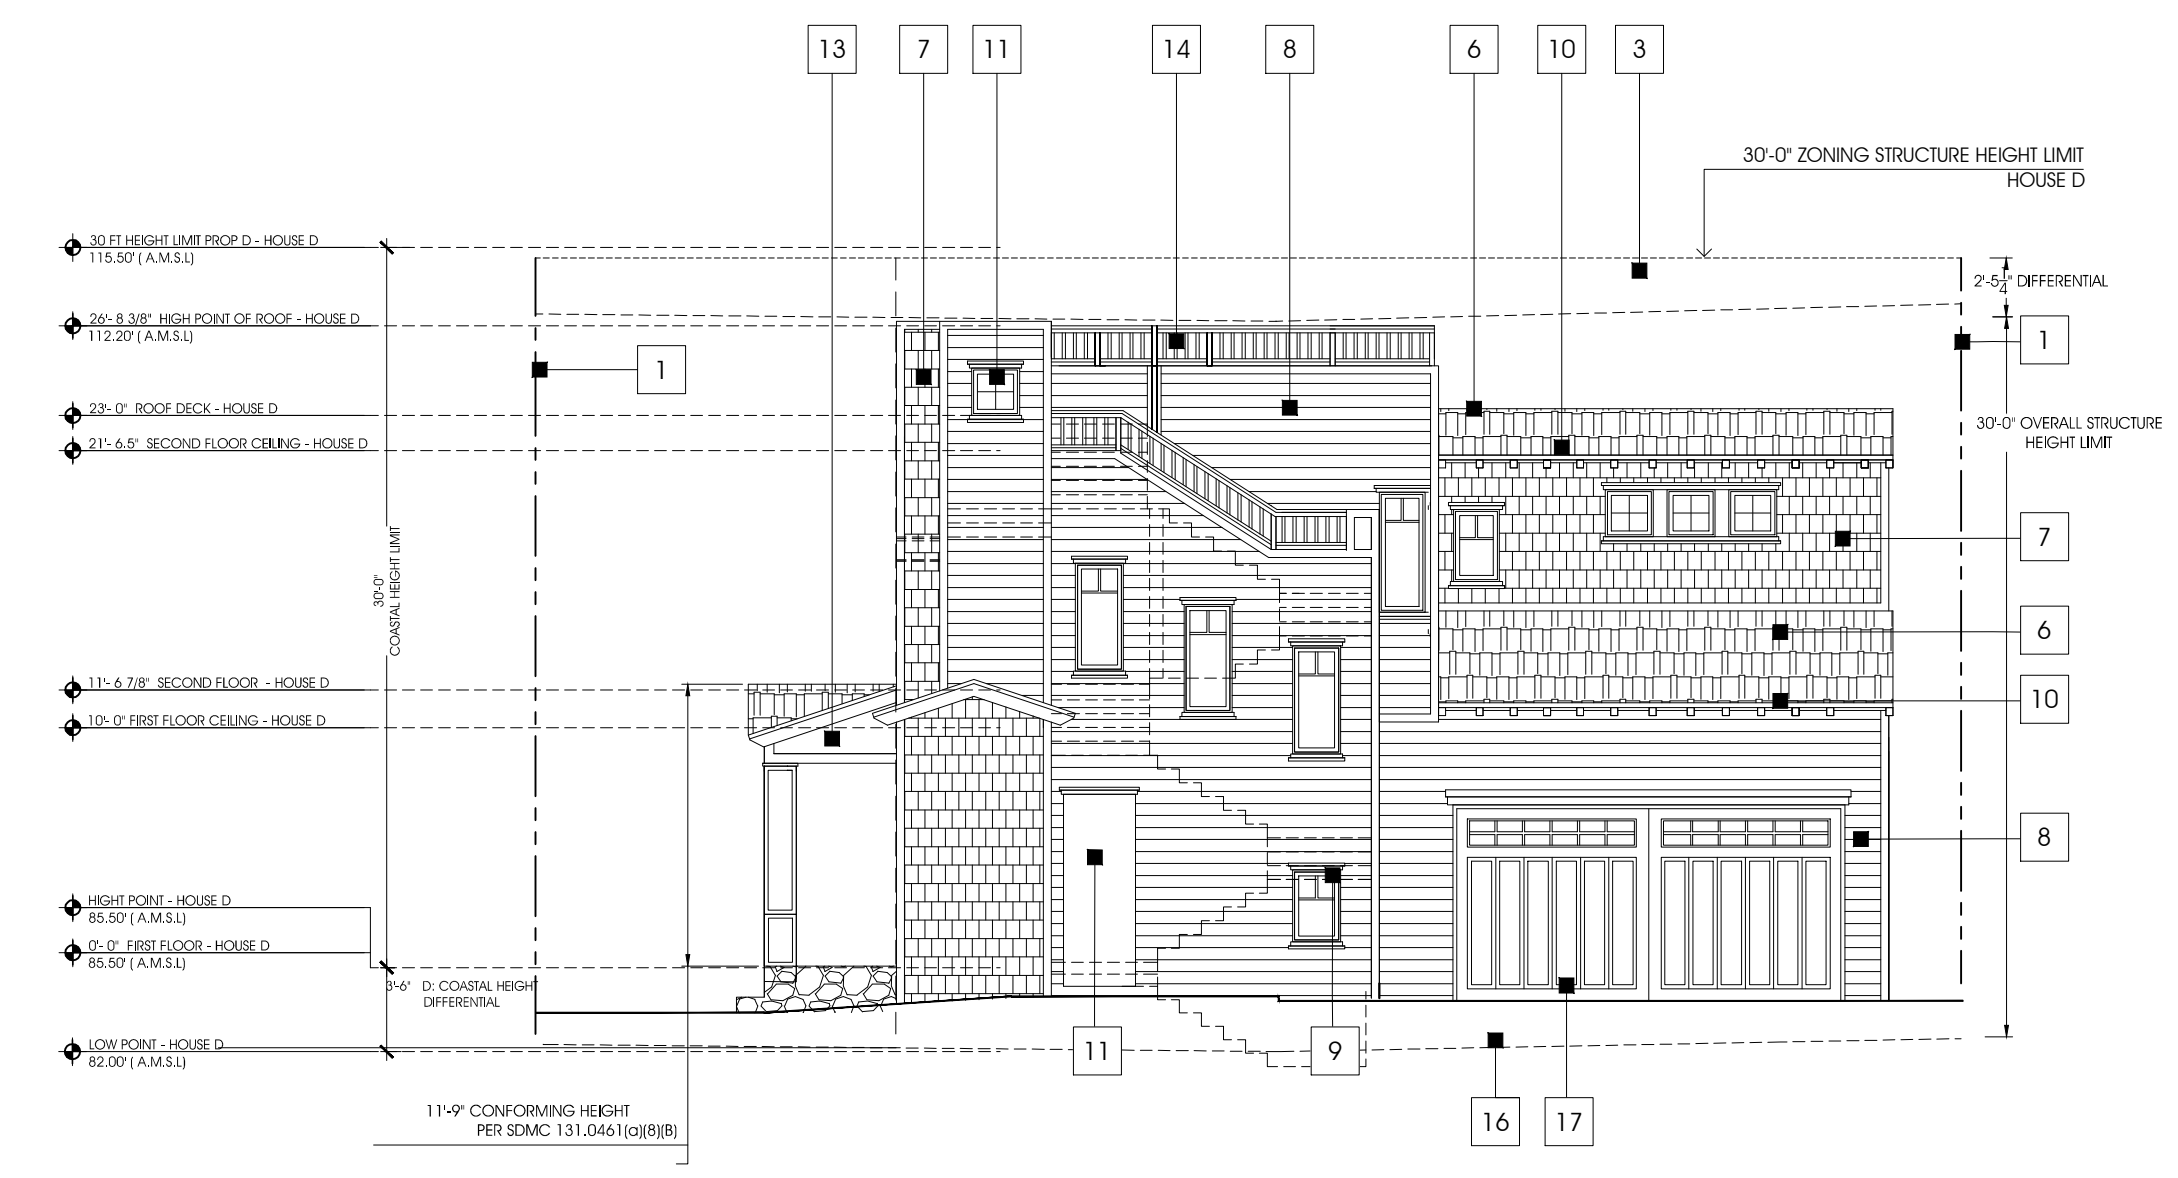 13
7
11
14
8
6
10
3
30'-0" ZONING STRUCTURE HEIGHT LIMIT
HOUSE D
30 FT HEIGHT LIMIT PROP D - HOUSE D
115.50' ( A.M.S.L)
2'-5 1/4" DIFFERENTIAL
26'- 8 3/8" HIGH POINT OF ROOF - HOUSE D
112.20' ( A.M.S.L)
1
1
23'- 0" ROOF DECK - HOUSE D
30'-0" OVERALL STRUCTURE
HEIGHT LIMIT
21'- 6.5" SECOND FLOOR CEILING - HOUSE D
7
30'-0"
COASTAL HEIGHT LIMIT
6
11'- 6 7/8" SECOND FLOOR - HOUSE D
10
10'- 0" FIRST FLOOR CEILING - HOUSE D
8
HIGHT POINT - HOUSE D
85.50' ( A.M.S.L)
0'- 0" FIRST FLOOR - HOUSE D
85.50' ( A.M.S.L)
3'-6" D: COASTAL HEIGHT
DIFFERENTIAL
LOW POINT - HOUSE D
82.00' ( A.M.S.L)
11
9
16
17
11'-9" CONFORMING HEIGHT
PER SDMC 131.0461(a)(8)(B)